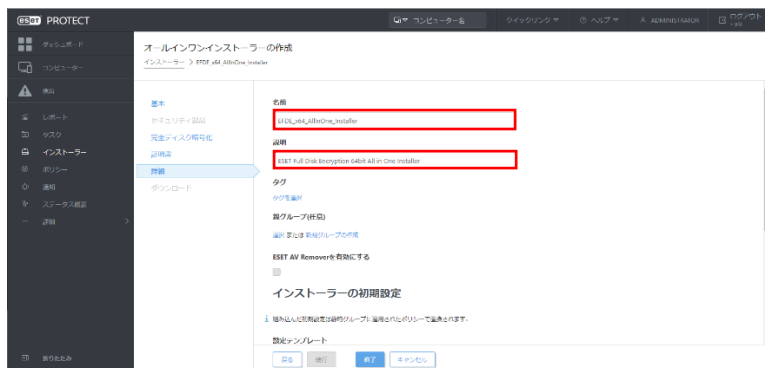 eset PROTECT
コンピューター名
クイックリンク
ヘルプ
ADMINISTRATOR
ログアウト
ダッシュボード
コンピューター
検出
レポート
タスク
インストーラー
ポリシー
通知
ステータス概要
詳細
折りたたみ
オールインワンインストーラーの作成
インストーラー > EFDE_x64_AllInOne_Installer
基本
セキュリティ製品
完全ディスク暗号化
証明書
詳細
ダウンロード
名前
EFDE_x64_AllInOne_Installer
説明
ESET Full Disk Encryption 64bit All in One Installer
タグ
タグを選択
親グループ(任意)
選択 または 新規グループの作成
ESET AV Removerを有効にする
インストーラーの初期設定
組み込んだ初期設定は静的グループに適用されたポリシーで置換されます。
設定テンプレート
戻る
続行
終了
キャンセル